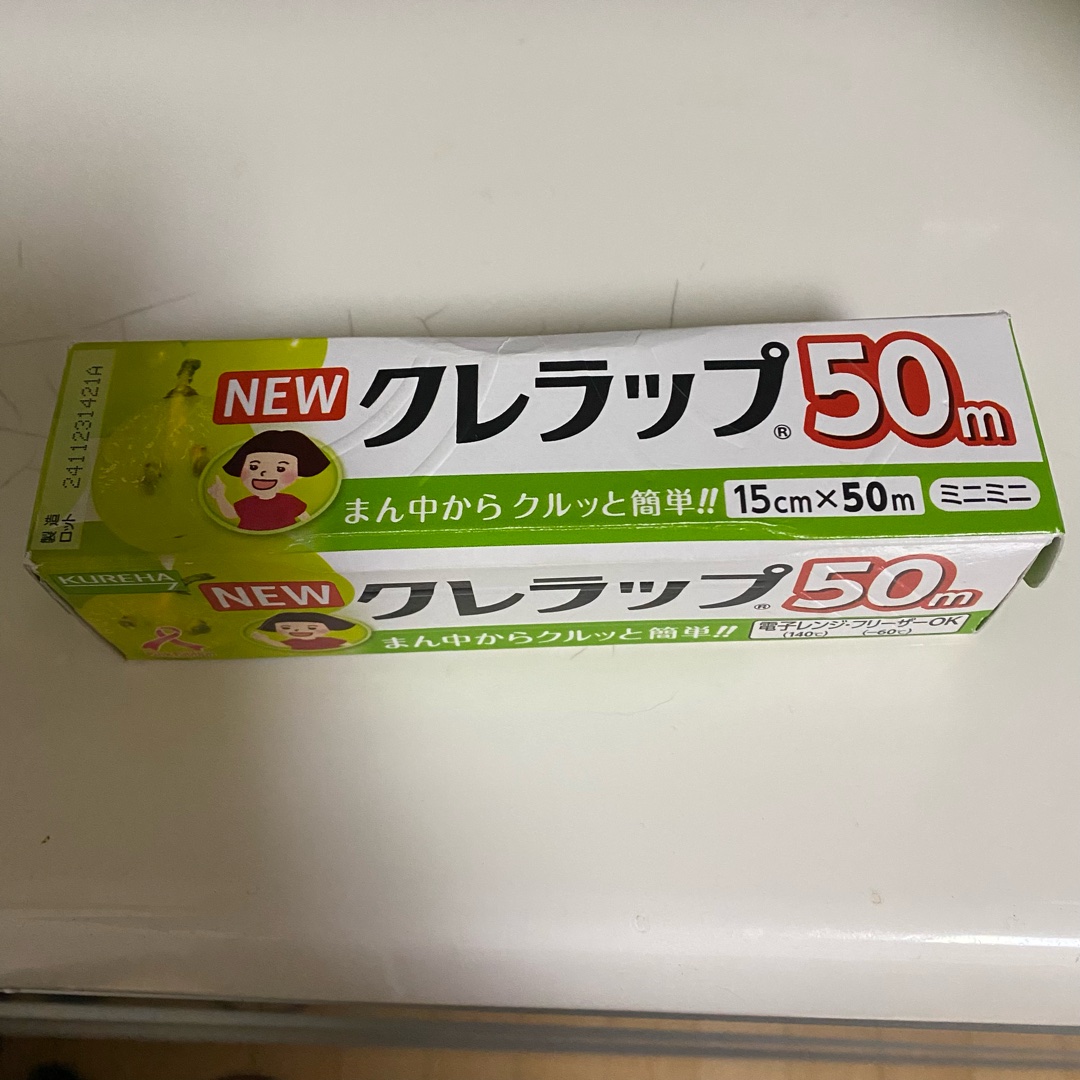 NEW クレラップ® 50m
まん中から クルッと簡単!! 15cm×50m ミニミニ
製造ロット 2411231421A
KUREHA
NEW クレラップ® 50m
まん中からクルッと簡単!! 電子レンジ・フリーザーOK
(140℃) (−60℃)